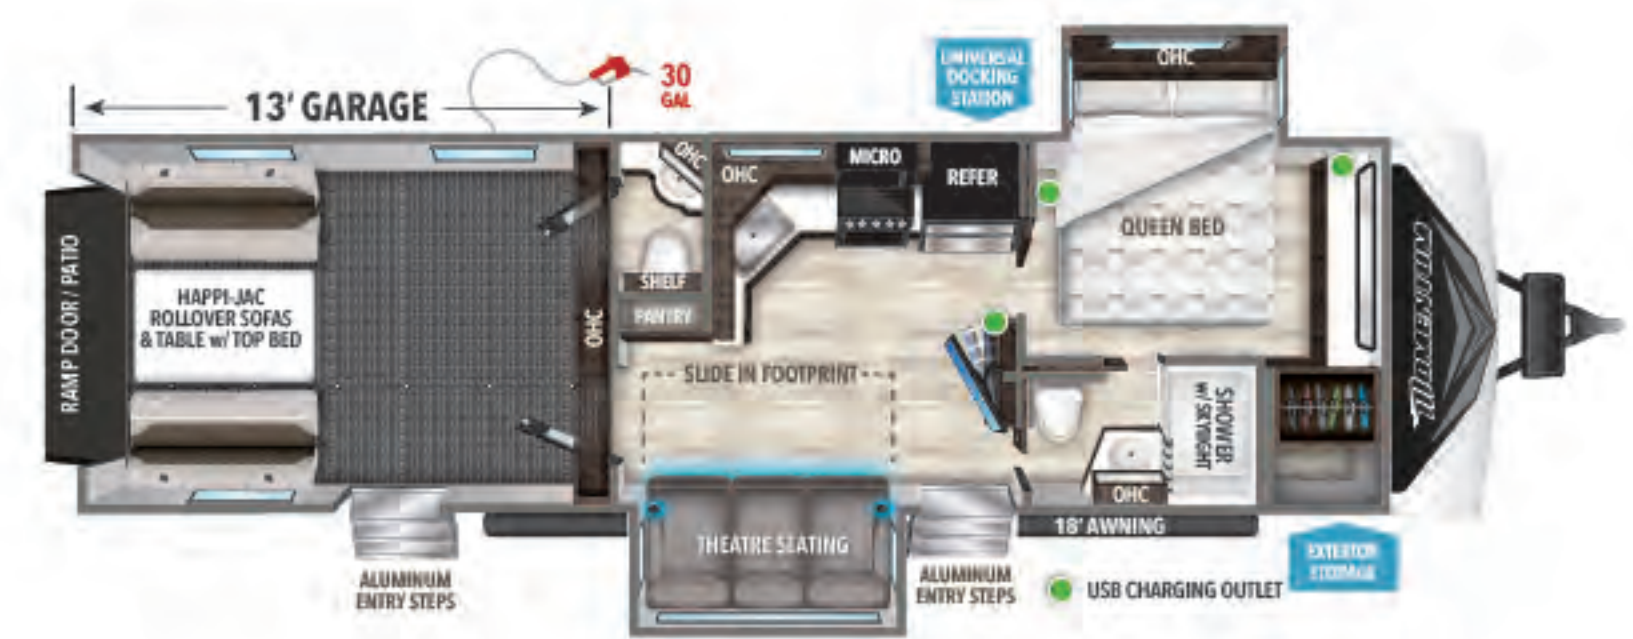 13' GARAGE
30
GAL
UNIVERSAL
DOCKING
STATION
OHC
OHC
OHC
MICRO
REFER
QUEEN BED
RAMP DOOR / PATIO
HAPPI-JAC
ROLLOVER SOFAS
& TABLE w/ TOP BED
OHC
SHELF
PANTRY
SLIDE IN FOOTPRINT
SHOWER
w/ SKYLIGHT
MOMENTUM
OHC
THEATRE SEATING
18' AWNING
ALUMINUM
ENTRY STEPS
ALUMINUM
ENTRY STEPS
USB CHARGING OUTLET
EXTERIOR
STORAGE